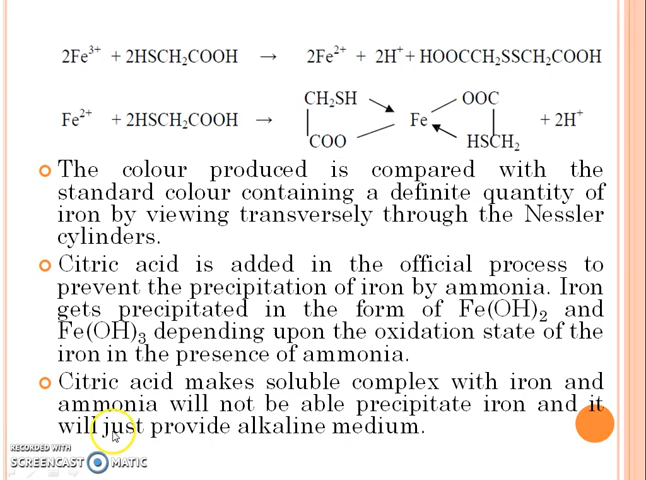 2Fe³⁺ + 2HSCH₂COOH → 2Fe²⁺ + 2H⁺ + HOOCCH₂SSCH₂COOH
CH₂SH OOC
Fe²⁺ + 2HSCH₂COOH → Fe + 2H⁺
COO HSCH₂
The colour produced is compared with the
standard colour containing a definite quantity of
iron by viewing transversely through the Nessler
cylinders.
Citric acid is added in the official process to
prevent the precipitation of iron by ammonia. Iron
gets precipitated in the form of Fe(OH)₂ and
Fe(OH)₃ depending upon the oxidation state of the
iron in the presence of ammonia.
Citric acid makes soluble complex with iron and
ammonia will not be able precipitate iron and it
will just provide alkaline medium.
RECORDED WITH
SCREENCAST MATIC